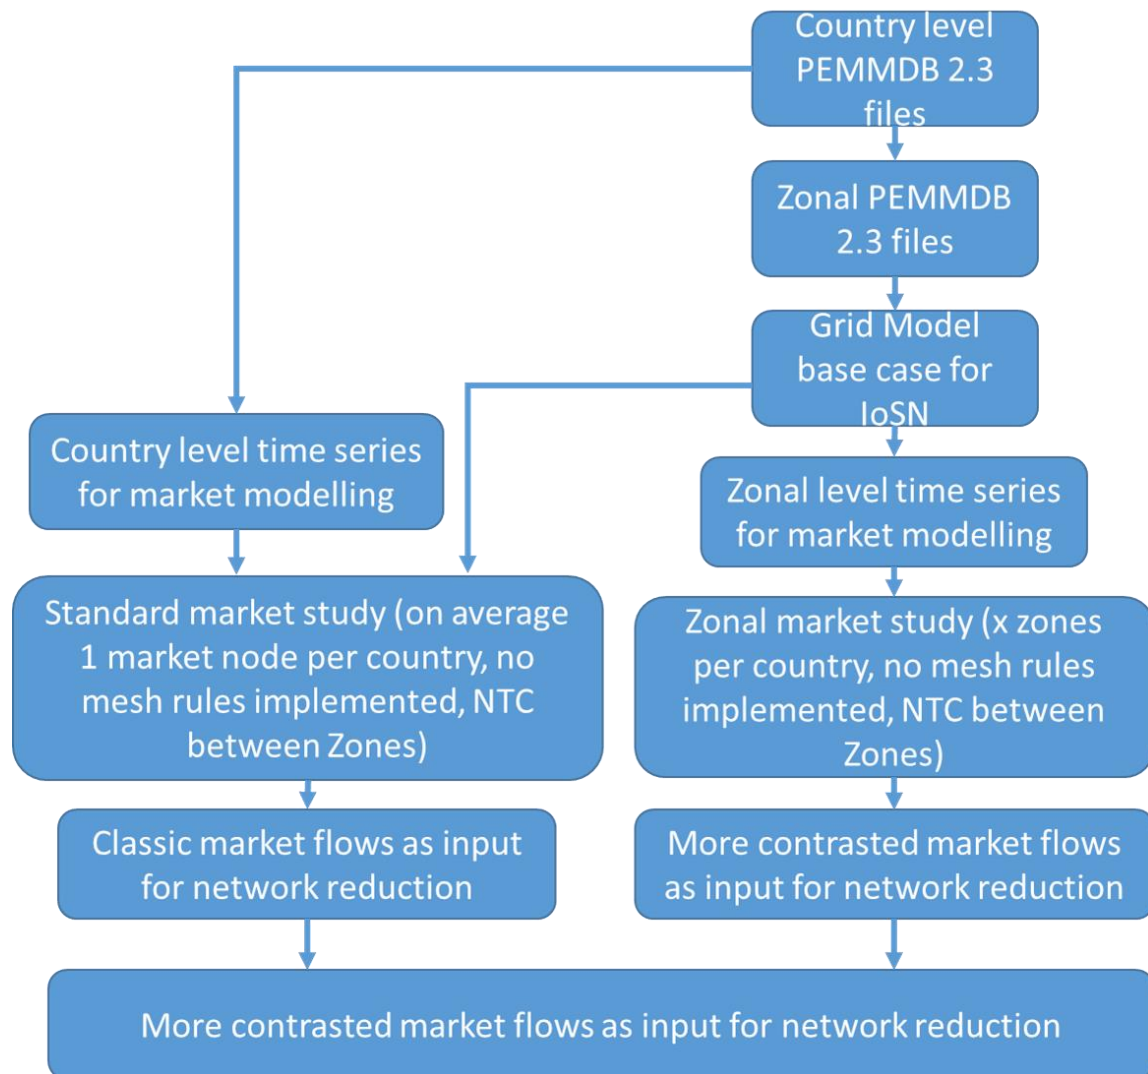 Country level
PEMMDB 2.3
files
Zonal PEMMDB
2.3 files
Grid Model
base case for
IoSN
Country level time series
for market modelling
Zonal level time series
for market modelling
Standard market study (on average
1 market node per country, no
mesh rules implemented, NTC
between Zones)
Zonal market study (x zones
per country, no mesh rules
implemented, NTC between
Zones)
Classic market flows as input
for network reduction
More contrasted market flows
as input for network reduction
More contrasted market flows as input for network reduction